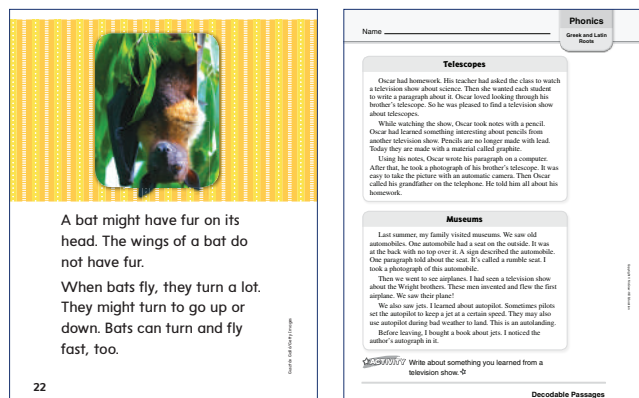 A bat might have fur on its
head. The wings of a bat do
not have fur.
When bats fly, they turn a lot.
They might turn to go up or
down. Bats can turn and fly
fast, too.
22
Name
Phonics
Greek and Latin
Roots
Telescopes
Oscar had homework. His teacher had asked the class to watch
a television show about science. Then she wanted each student
to write a paragraph about it. Oscar loved looking through his
brother's telescope. So he was pleased to find a television show
about telescopes.
While watching the show, Oscar took notes with a pencil.
Oscar had learned something interesting about pencils from
another television show. Pencils are no longer made with lead.
Today they are made with a material called graphite.
Using his notes, Oscar wrote his paragraph on a computer.
After that, he took a photograph of his brother's telescope. It was
easy to take the picture with an automatic camera. Then Oscar
called his grandfather on the telephone. He told him all about his
homework.
Museums
Last summer, my family visited museums. We saw old
automobiles. One automobile had a seat on the outside. It was
at the back with no top over it. A sign described the automobile.
One paragraph told about the seat. It's called a rumble seat. I
took a photograph of this automobile.
Then we went to see airplanes. I had seen a television show
about the Wright brothers. These men invented and flew the first
airplane. We saw their plane!
We also saw jets. I learned about autopilot. Sometimes pilots
set the autopilot to keep a jet at a certain speed. They may also
use autopilot during bad weather to land. This is an autolanding.
Before leaving, I bought a book about jets. I noticed the
author's autograph in it.
ACTIVITY Write about something you learned from a
television show.
Decodable Passages